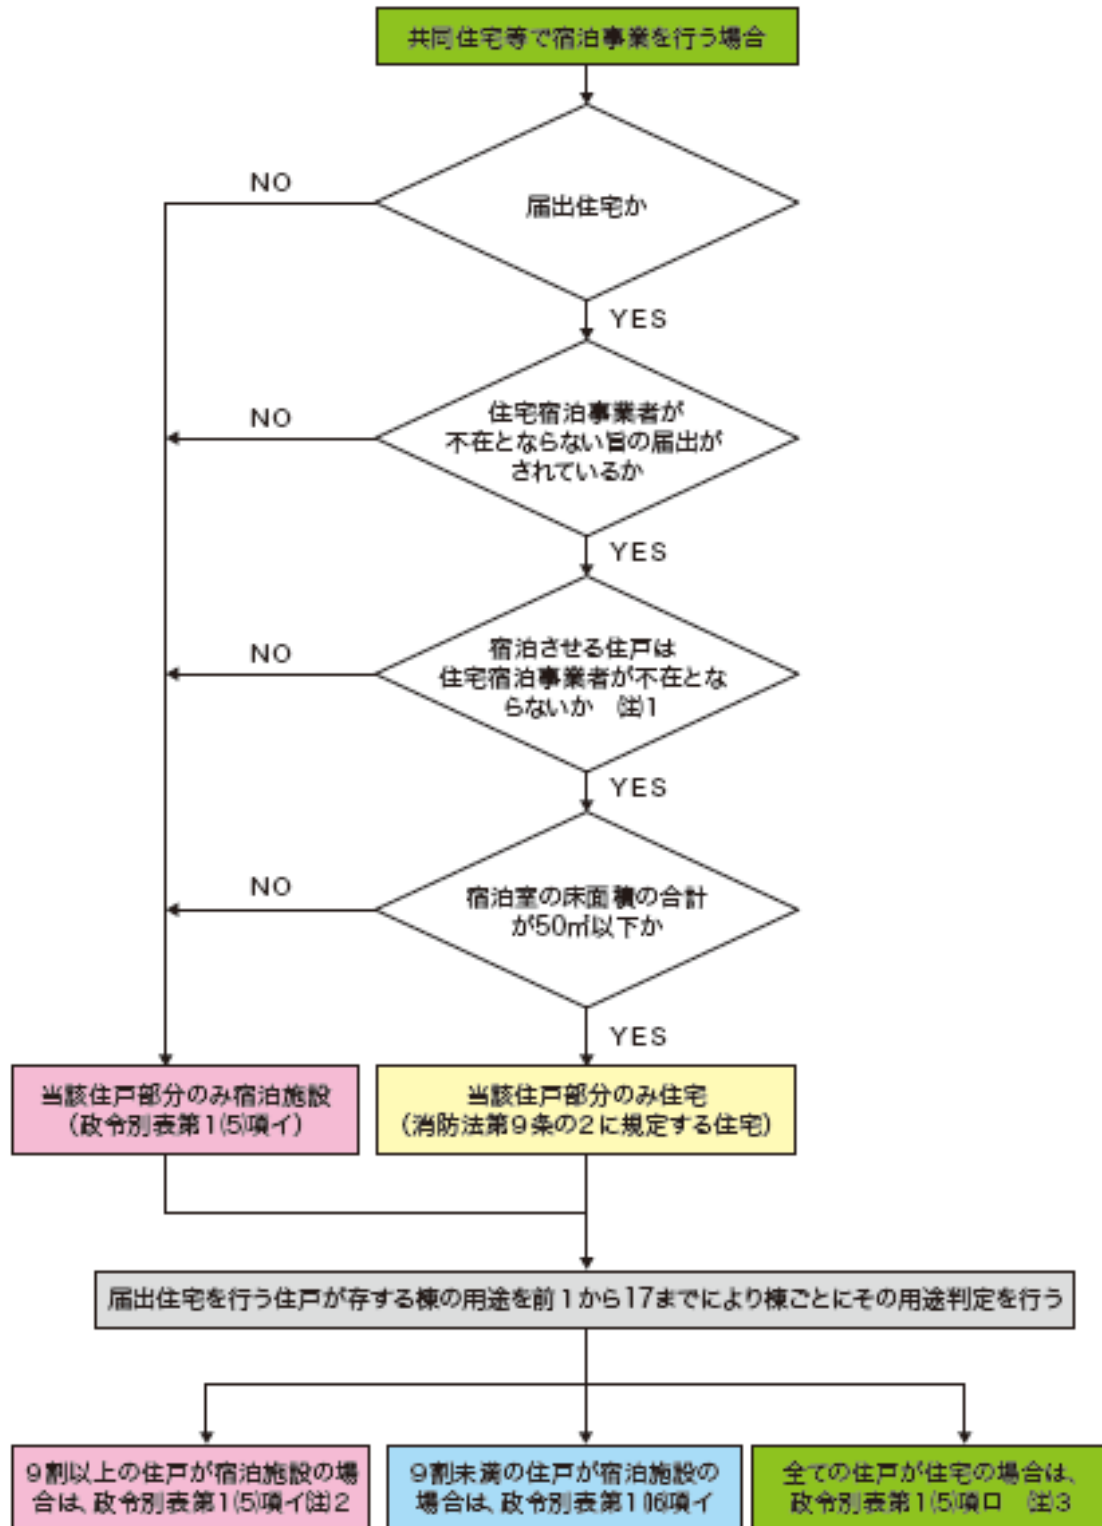 共同住宅等で宿泊事業を行う場合
NO
届出住宅か
YES
NO
住宅宿泊事業者が
不在とならない旨の届出が
されているか
YES
NO
宿泊させる住戸は
住宅宿泊事業者が不在とな
らないか ㊟1
YES
NO
宿泊室の床面積の合計
が50㎡以下か
YES
当該住戸部分のみ宿泊施設
(政令別表第1⑸項イ)
当該住戸部分のみ住宅
(消防法第9条の2に規定する住宅)
届出住宅を行う住戸が存する棟の用途を前1から17までにより棟ごとにその用途判定を行う
9割以上の住戸が宿泊施設の場
合は、政令別表第1⑸項イ㊟2
9割未満の住戸が宿泊施設の
場合は、政令別表第1⒃項イ
全ての住戸が住宅の場合は、
政令別表第1⑸項ロ ㊟3